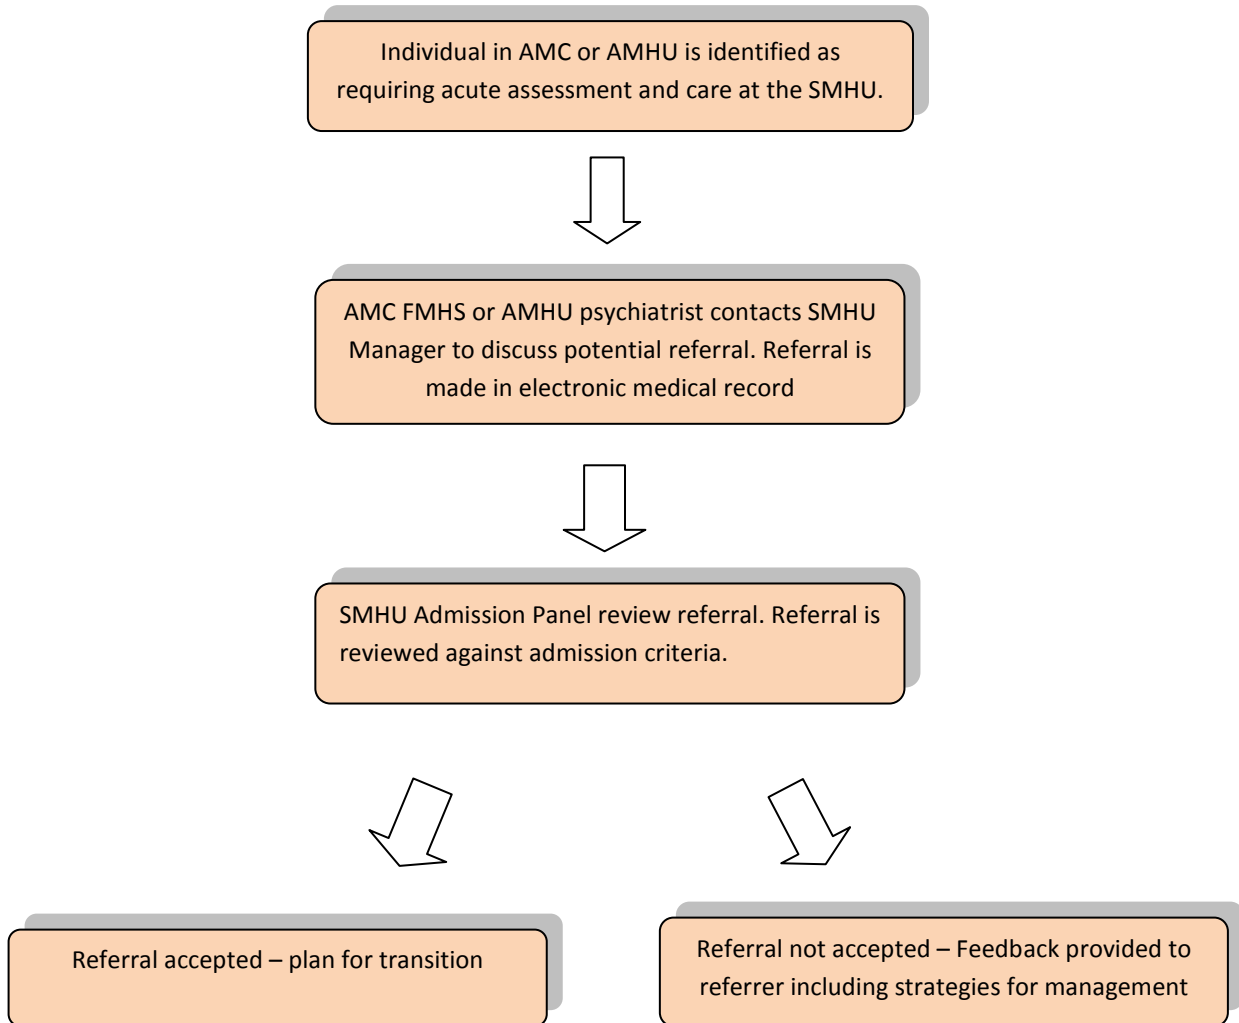 Individual in AMC or AMHU is identified as
requiring acute assessment and care at the SMHU.
AMC FMHS or AMHU psychiatrist contacts SMHU
Manager to discuss potential referral. Referral is
made in electronic medical record
SMHU Admission Panel review referral. Referral is
reviewed against admission criteria.
Referral accepted – plan for transition
Referral not accepted – Feedback provided to
referrer including strategies for management